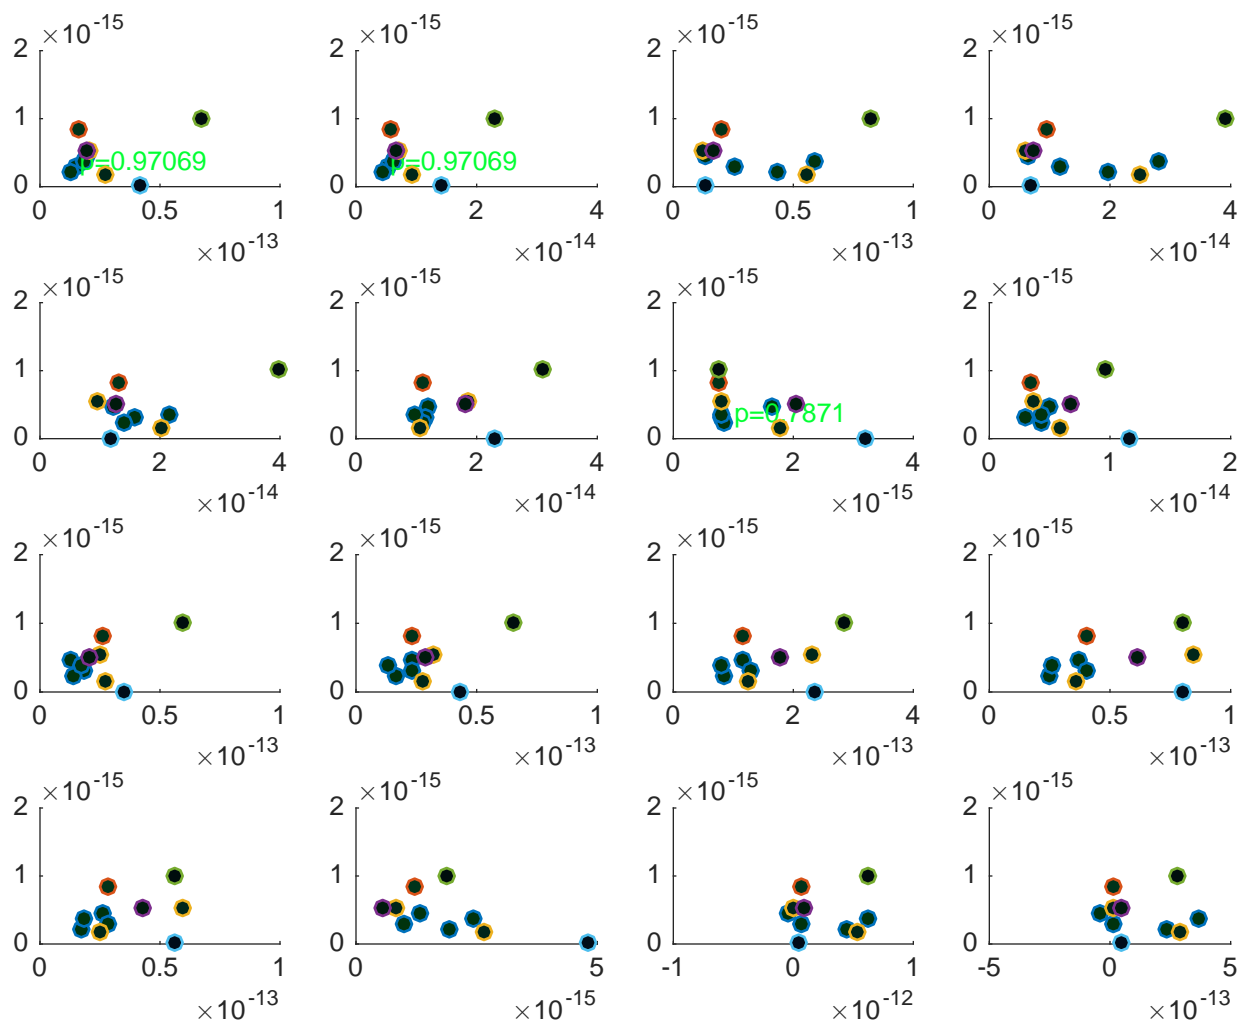 ×10-15 ×10-15 ×10-15 ×10-15
2 2 2 2
1 1 1 1
p=0.97069 p=0.97069
0 0 0 0
0 0.5 1 0 2 4 0 0.5 1 0 2 4
×10-13 ×10-14 ×10-13 ×10-14
×10-15 ×10-15 ×10-15 ×10-15
2 2 2 2
1 1 1 1
p=0.7871
0 0 0 0
0 2 4 0 2 4 0 2 4 0 1 2
×10-14 ×10-14 ×10-15 ×10-14
×10-15 ×10-15 ×10-15 ×10-15
2 2 2 2
1 1 1 1
0 0 0 0
0 0.5 1 0 0.5 1 0 2 4 0 0.5 1
×10-13 ×10-13 ×10-13 ×10-13
×10-15 ×10-15 ×10-15 ×10-15
2 2 2 2
1 1 1 1
0 0 0 0
0 0.5 1 0 5 -1 0 1 -5 0 5
×10-13 ×10-15 ×10-12 ×10-13